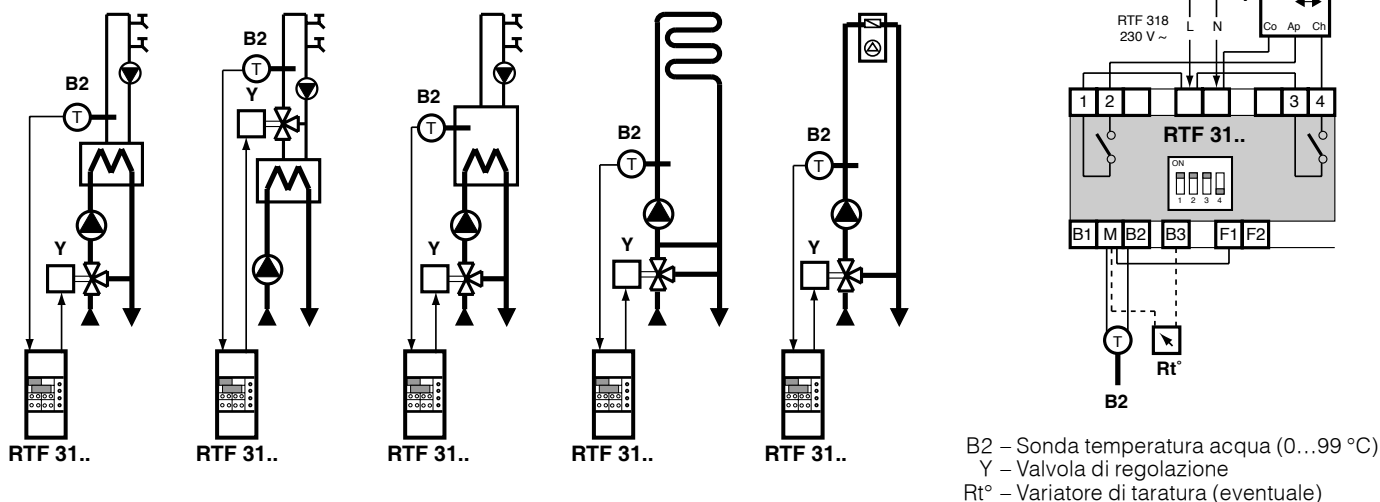 B2
T
Y
RTF 31..
B2
T
Y
RTF 31..
B2
T
Y
RTF 31..
B2
T
Y
RTF 31..
B2
T
Y
RTF 31..
RTF 318
230 V ~
L
N
Co Ap Ch
1 2 3 4
RTF 31..
ON
1 2 3 4
B1 M B2 B3 F1 F2
T
Rt°
B2
B2 – Sonda temperatura acqua (0...99 °C)
Y – Valvola di regolazione
Rt° – Variatore di taratura (eventuale)